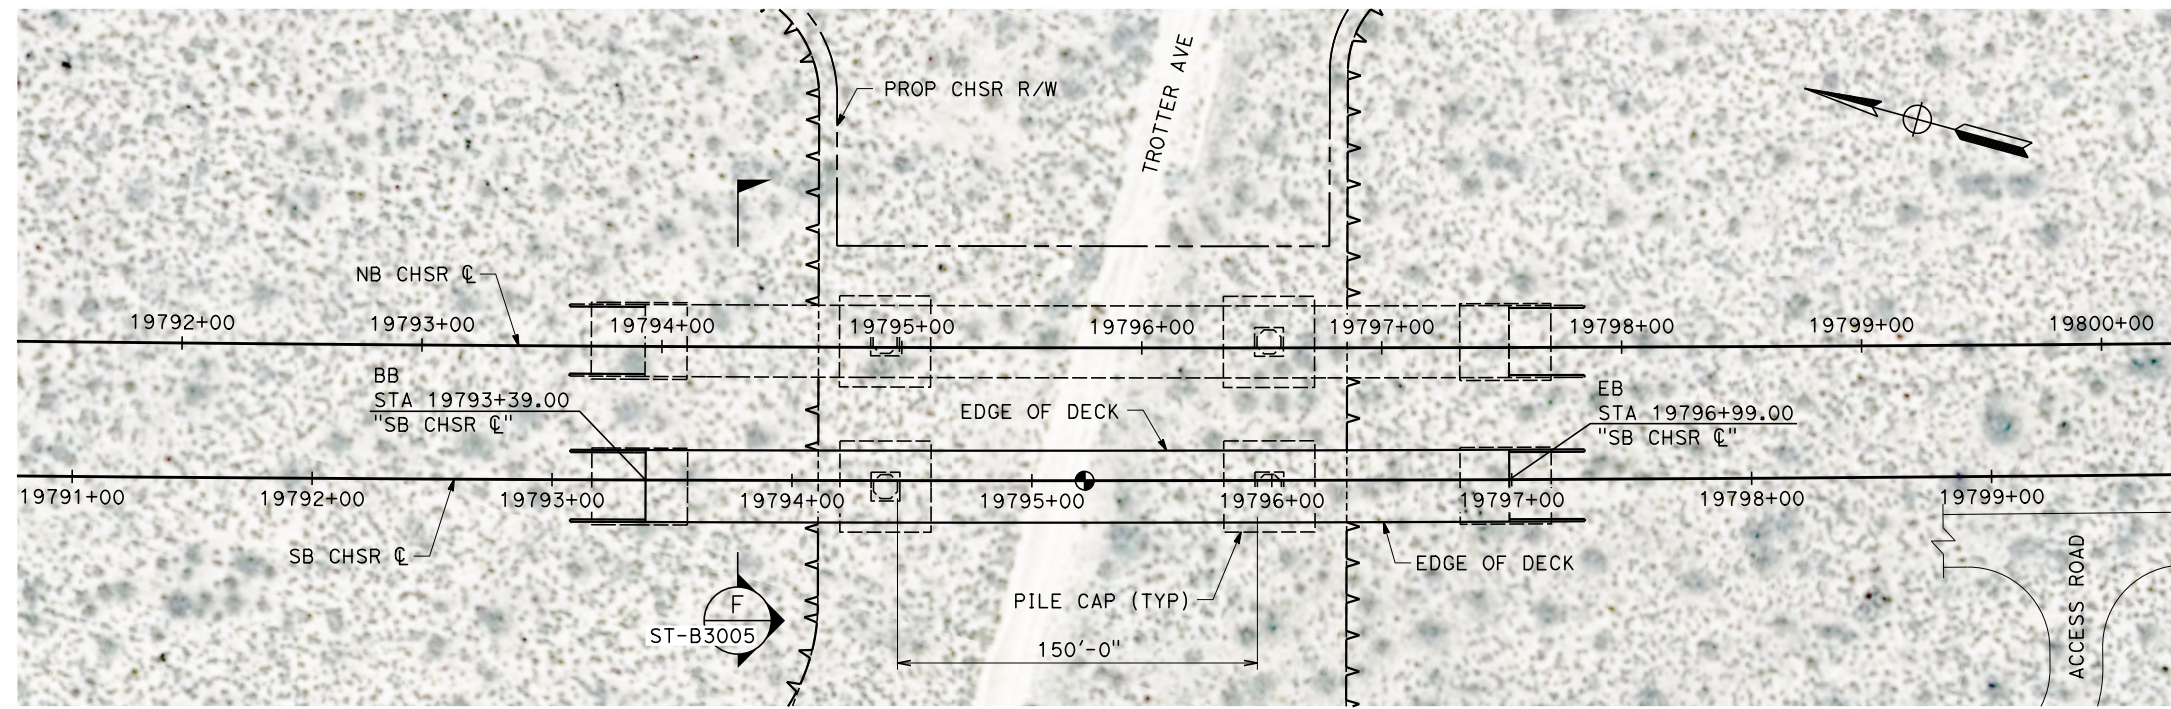 PROP CHSR R/W
TROTTER AVE
NB CHSR ℄
19792+00
19793+00
19794+00
19795+00
19796+00
19797+00
19798+00
19799+00
19800+00
BB
STA 19793+39.00
"SB CHSR ℄"
EDGE OF DECK
EB
STA 19796+99.00
"SB CHSR ℄"
19791+00
19792+00
19793+00
19794+00
19795+00
19796+00
19797+00
19798+00
19799+00
SB CHSR ℄
EDGE OF DECK
PILE CAP (TYP)
F
ST-B3005
150'-0"
ACCESS ROAD